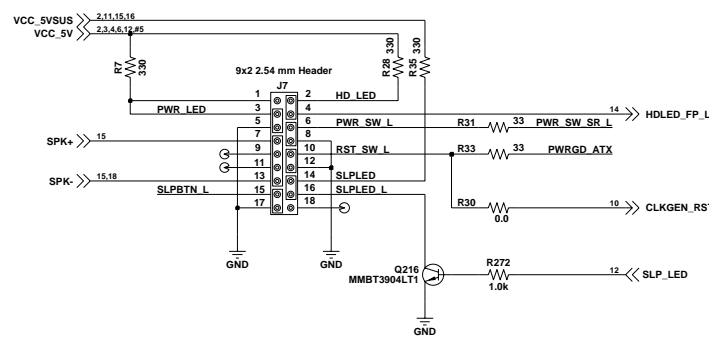 VCC_5VSUS 2,11,15,16
VCC_5V 2,3,4,6,12,#5
R7 330
R28 330
R35 330
9x2 2.54 mm Header
J7
1 2 HD_LED
PWR_LED 3 4 14 HDLED_FP_L
5 6 PWR_SW_L R31 33 PWR_SW_SR_L
SPK+ 15 7 8
9 10 RST_SW_L R33 33 PWRGD_ATX
11 12
SPK- 15,18 13 14 SLPLED
SLPBTN_L 15 16 SLPLED_L
17 18
R30 0.0 10 CLKGEN_RS
GND GND
Q216
MMBT3904LT1
R272
1.0k
12 SLP_LED
GND